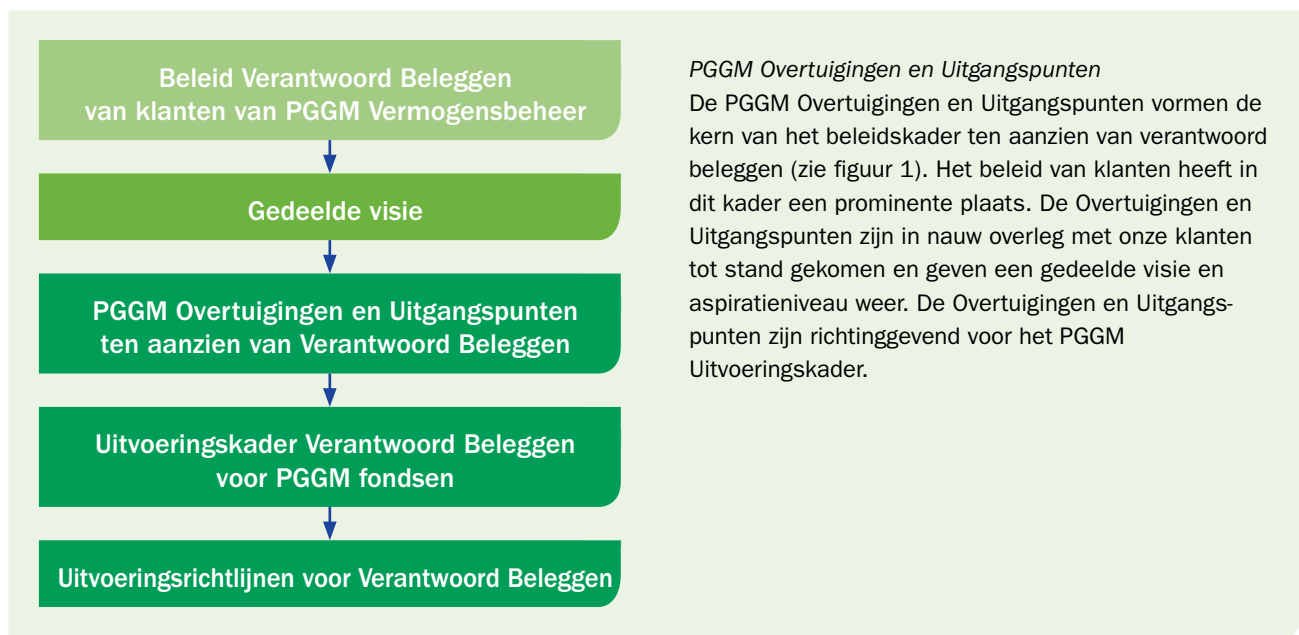 Beleid Verantwoord Beleggen
van klanten van PGGM Vermogensbeheer
Gedeelde visie
PGGM Overtuigingen en Uitgangspunten
ten aanzien van Verantwoord Beleggen
Uitvoeringskader Verantwoord Beleggen
voor PGGM fondsen
Uitvoeringsrichtlijnen voor Verantwoord Beleggen
PGGM Overtuigingen en Uitgangspunten
De PGGM Overtuigingen en Uitgangspunten vormen de
kern van het beleidskader ten aanzien van verantwoord
beleggen (zie figuur 1). Het beleid van klanten heeft in
dit kader een prominente plaats. De Overtuigingen en
Uitgangspunten zijn in nauw overleg met onze klanten
tot stand gekomen en geven een gedeelde visie en
aspiratieniveau weer. De Overtuigingen en Uitgangs-
punten zijn richtinggevend voor het PGGM
Uitvoeringskader.